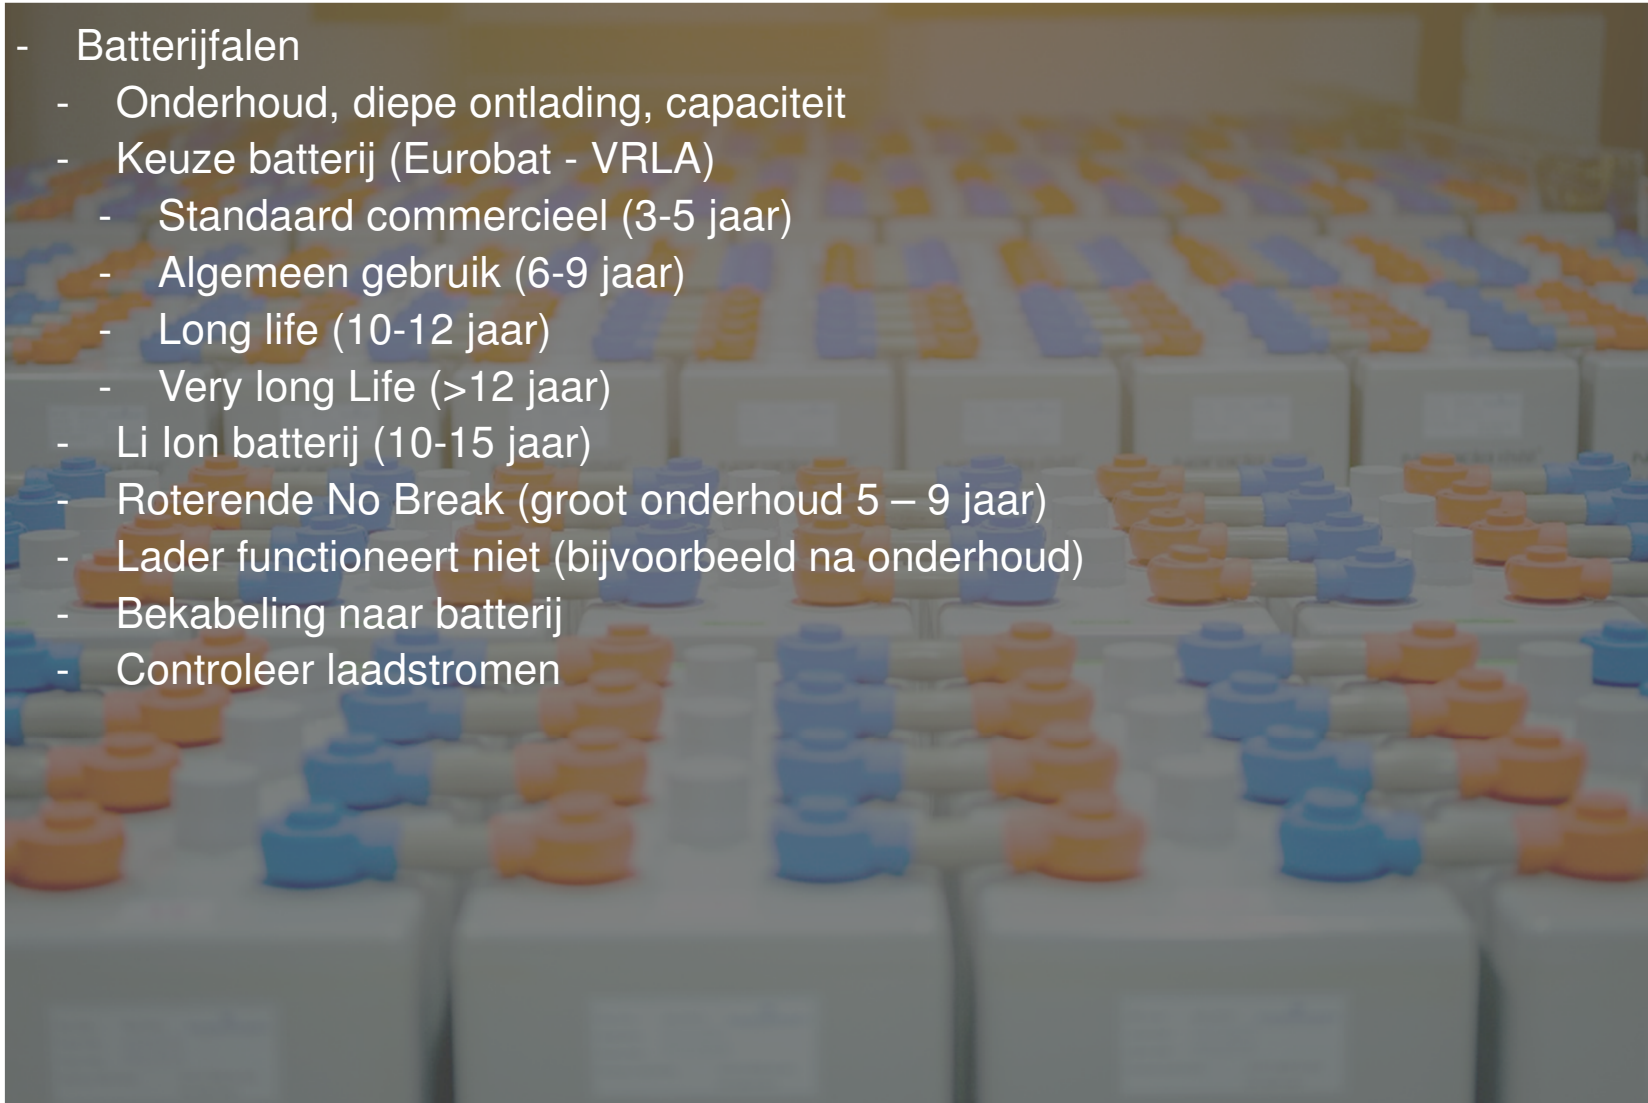 - Batterijfalen
- Onderhoud, diepe ontlading, capaciteit
- Keuze batterij (Eurobat - VRLA)
- Standaard commercieel (3-5 jaar)
- Algemeen gebruik (6-9 jaar)
- Long life (10-12 jaar)
- Very long Life (>12 jaar)
- Li Ion batterij (10-15 jaar)
- Roterende No Break (groot onderhoud 5 – 9 jaar)
- Lader functioneert niet (bijvoorbeeld na onderhoud)
- Bekabeling naar batterij
- Controleer laadstromen